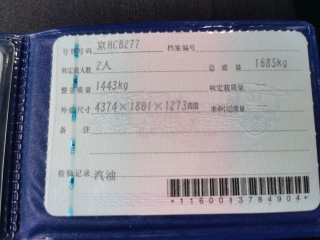 号牌号码 京HC8277 档案编号
核定载人数 2人 总质量 1685kg
整备质量 1443kg 核定载质量
外廓尺寸 4374×1801×1273mm 准牵引总质量
备注
检验记录 汽油
*1160013784904*